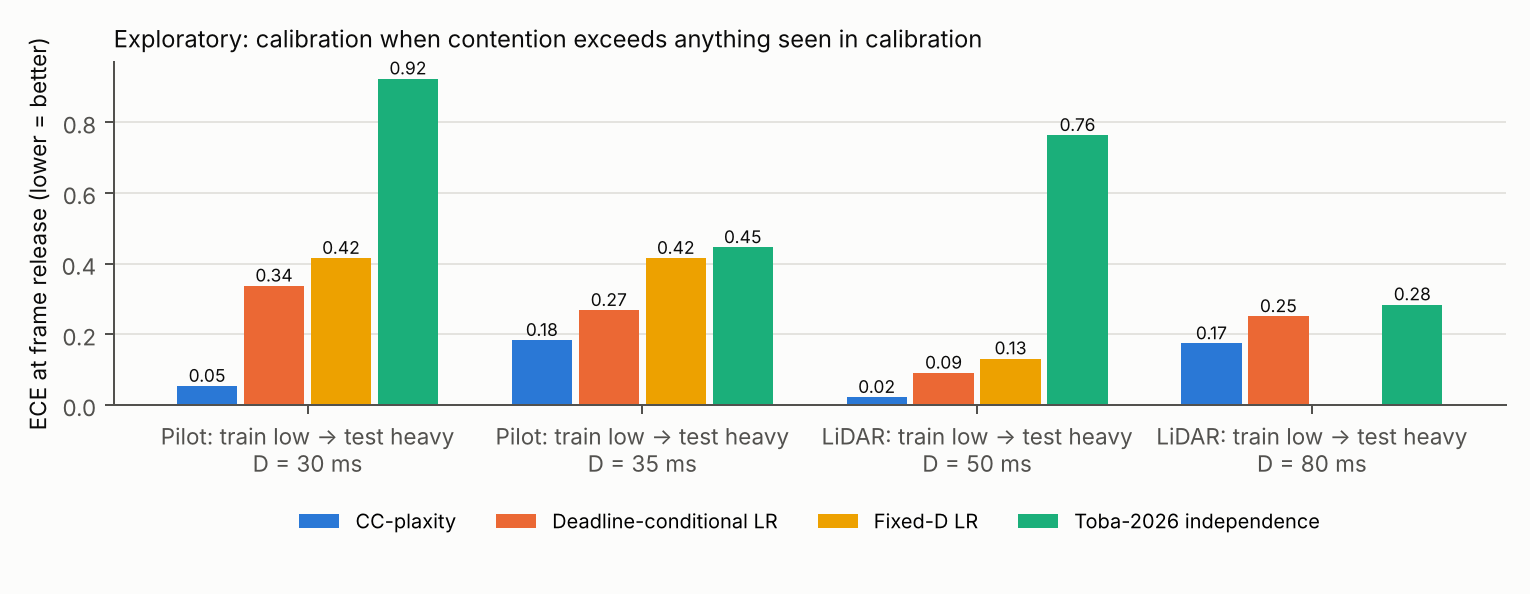 Exploratory: calibration when contention exceeds anything seen in calibration
ECE at frame release (lower = better)
0.8
0.6
0.4
0.2
0.0
0.05
0.34
0.42
0.92
0.18
0.27
0.42
0.45
0.02
0.09
0.13
0.76
0.17
0.25
0.28
Pilot: train low → test heavy
D = 30 ms
Pilot: train low → test heavy
D = 35 ms
LiDAR: train low → test heavy
D = 50 ms
LiDAR: train low → test heavy
D = 80 ms
CC-plaxity
Deadline-conditional LR
Fixed-D LR
Toba-2026 independence